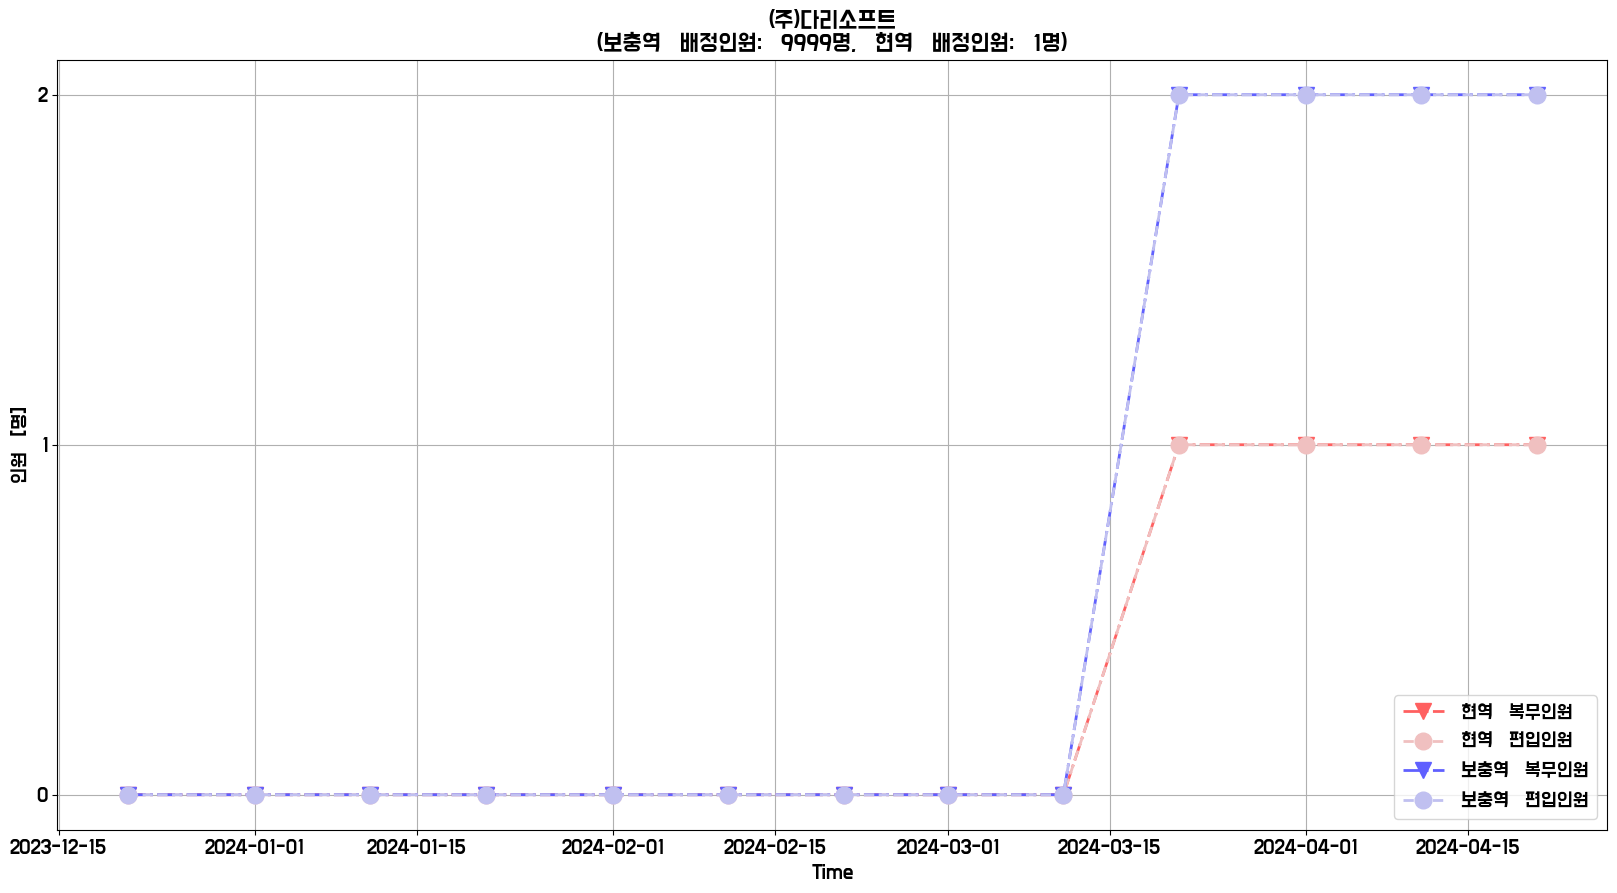 (주)다리소프트
(보충역 배정인원: 9999명, 현역 배정인원: 1명)
인원 [명]
2
1
0
2023-12-15 2024-01-01 2024-01-15 2024-02-01 2024-02-15 2024-03-01 2024-03-15 2024-04-01 2024-04-15
Time
현역 복무인원
현역 편입인원
보충역 복무인원
보충역 편입인원